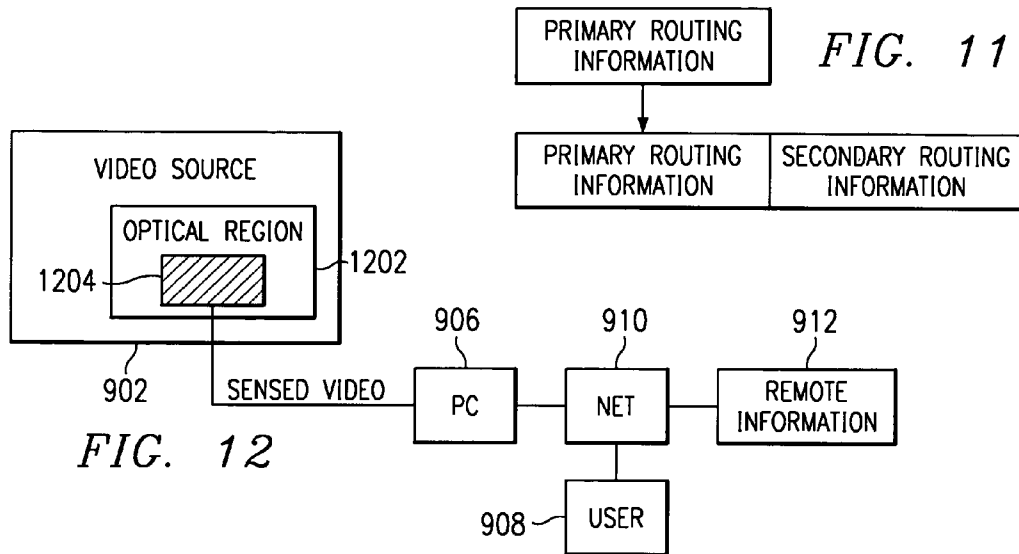 PRIMARY ROUTING
INFORMATION
FIG. 11
PRIMARY ROUTING
INFORMATION
SECONDARY ROUTING
INFORMATION
VIDEO SOURCE
OPTICAL REGION
1204
1202
902
SENSED VIDEO
906
PC
910
NET
912
REMOTE
INFORMATION
908
USER
FIG. 12